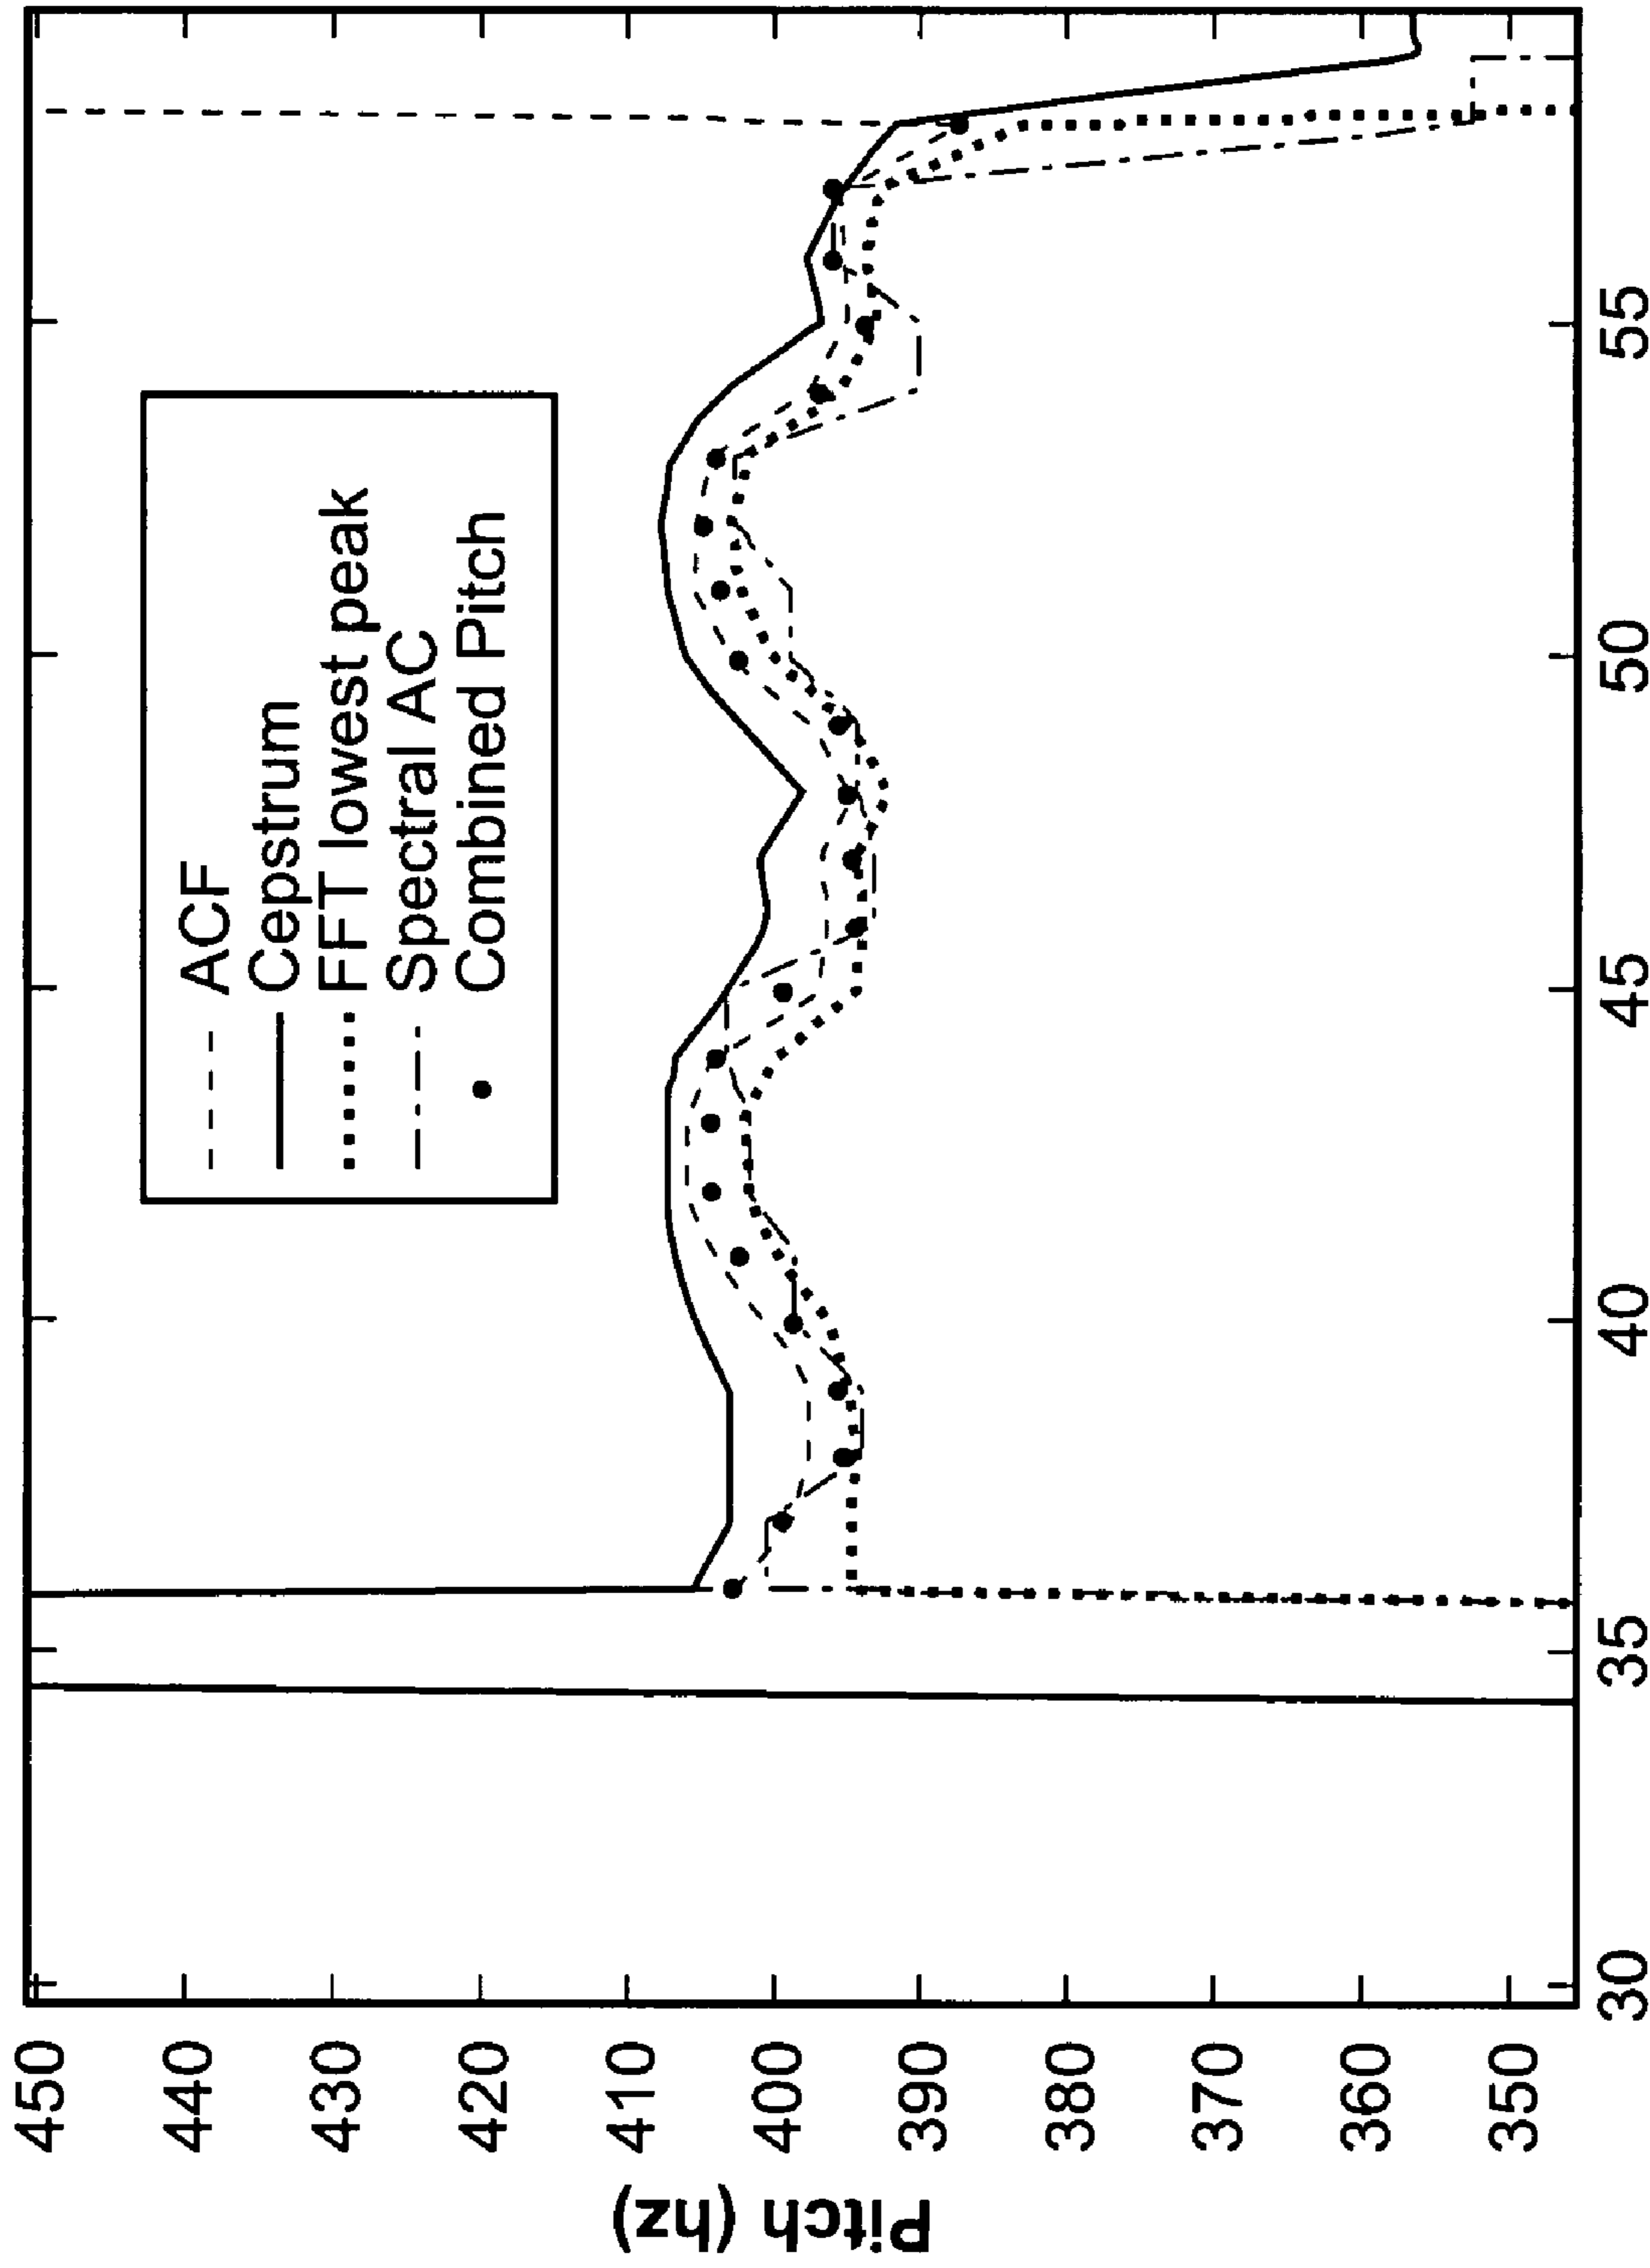 Pitch (hz)
450
440
430
420
410
400
390
380
370
360
350
ACF
Cepstrum
FFT lowest peak
Spectral AC
Combined Pitch
30
35
40
45
50
55